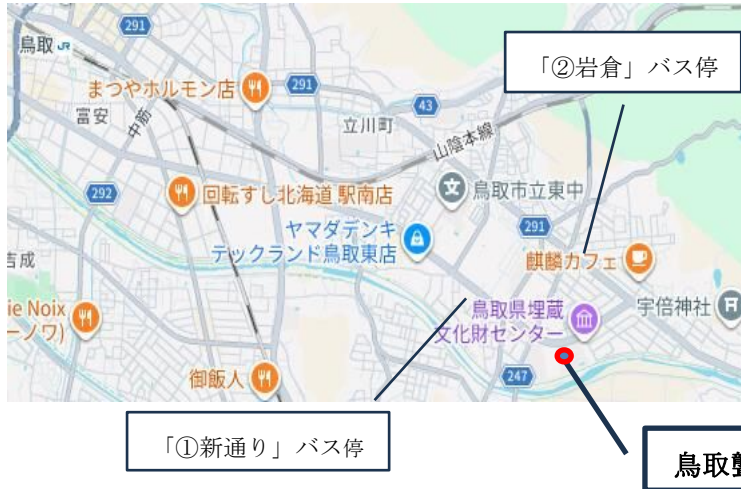 291
鳥取 JR
「②岩倉」バス停
まつやホルモン店
291
43
富安
中筋
立川町
山陰本線
292
回転すし北海道 駅南店
鳥取市立東中
291
ヤマダデンキ
テックランド鳥取東店
吉成
麒麟カフェ
ie Noix
ーノワ)
鳥取県埋蔵
文化財センター
宇倍神社
御飯人
247
「①新通り」バス停
鳥取